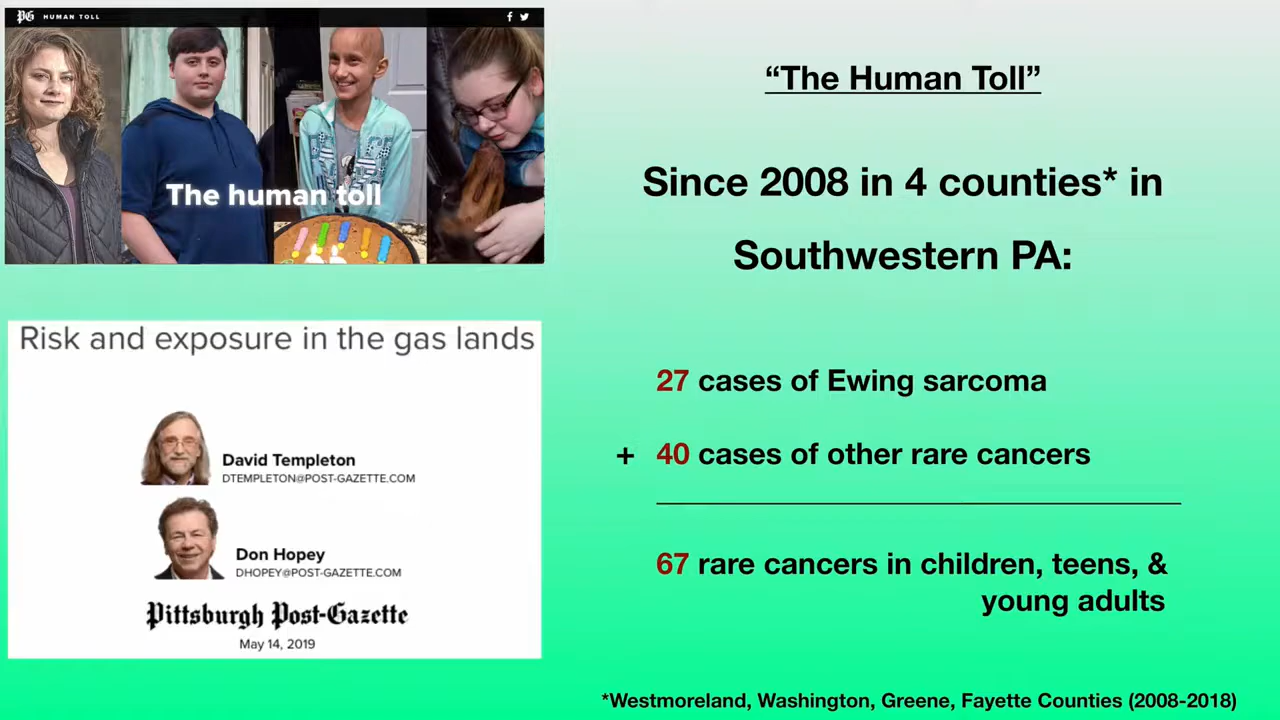 PG HUMAN TOLL
The human toll
Risk and exposure in the gas lands
David Templeton
DTEMPLETON@POST-GAZETTE.COM
Don Hopey
DHOPEY@POST-GAZETTE.COM
Pittsburgh Post-Gazette
May 14, 2019
“The Human Toll”
Since 2008 in 4 counties* in
Southwestern PA:
27 cases of Ewing sarcoma
+ 40 cases of other rare cancers
67 rare cancers in children, teens, &
young adults
*Westmoreland, Washington, Greene, Fayette Counties (2008-2018)